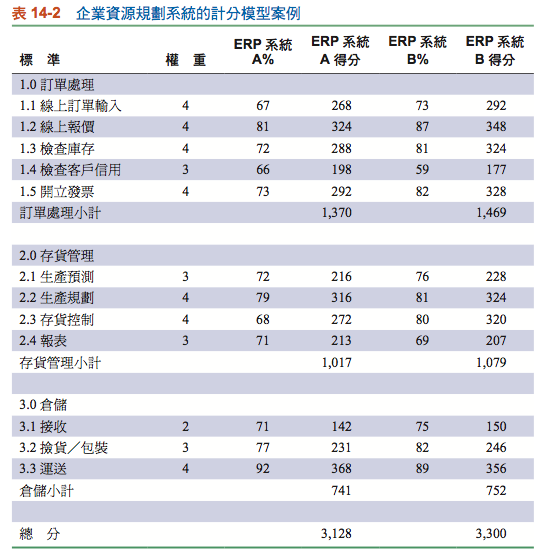 表 14-2 企業資源規劃系統的計分模型案例
標 準 權 重 ERP 系統 A% ERP 系統 A 得分 ERP 系統 B% ERP 系統 B 得分
1.0 訂單處理
1.1 線上訂單輸入 4 67 268 73 292
1.2 線上報價 4 81 324 87 348
1.3 檢查庫存 4 72 288 81 324
1.4 檢查客戶信用 3 66 198 59 177
1.5 開立發票 4 73 292 82 328
訂單處理小計 1,370 1,469
2.0 存貨管理
2.1 生產預測 3 72 216 76 228
2.2 生產規劃 4 79 316 81 324
2.3 存貨控制 4 68 272 80 320
2.4 報表 3 71 213 69 207
存貨管理小計 1,017 1,079
3.0 倉儲
3.1 接收 2 71 142 75 150
3.2 撿貨／包裝 3 77 231 82 246
3.3 運送 4 92 368 89 356
倉儲小計 741 752
總 分 3,128 3,300